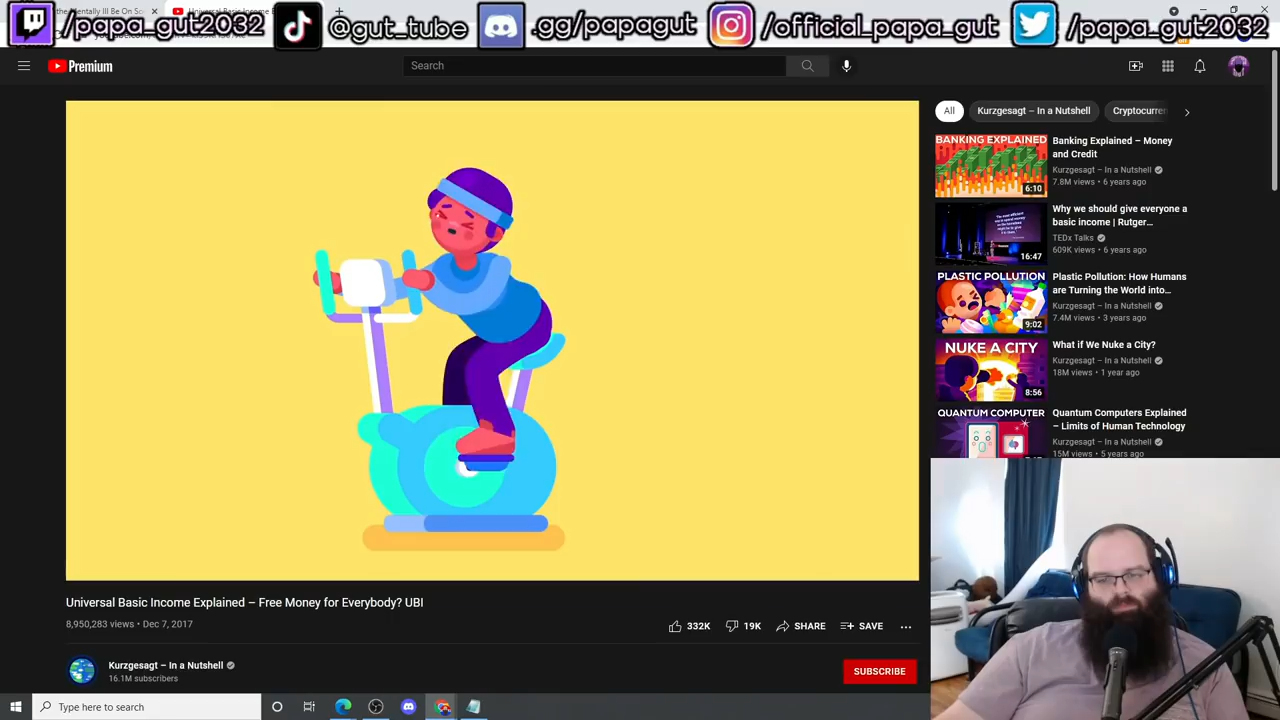 /papa_gut2032
@gut_tube
.gg/papagut
/official_papa_gut
/papa_gut2032
Premium
Search
All
Kurzgesagt – In a Nutshell
BANKING EXPLAINED
6:10
Banking Explained – Money
and Credit
Kurzgesagt – In a Nutshell
7.8M views • 6 years ago
16:47
Why we should give everyone a
basic income | Rutger...
TEDx Talks
609K views • 6 years ago
PLASTIC POLLUTION
9:02
Plastic Pollution: How Humans
are Turning the World into...
Kurzgesagt – In a Nutshell
7.4M views • 3 years ago
NUKE A CITY
8:56
What if We Nuke a City?
Kurzgesagt – In a Nutshell
18M views • 1 year ago
QUANTUM COMPUTER
Quantum Computers Explained
– Limits of Human Technology
Kurzgesagt – In a Nutshell
15M views • 5 years ago
Universal Basic Income Explained – Free Money for Everybody? UBI
8,950,283 views • Dec 7, 2017
332K
19K
SHARE
SAVE
Kurzgesagt – In a Nutshell
16.1M subscribers
SUBSCRIBE
Type here to search